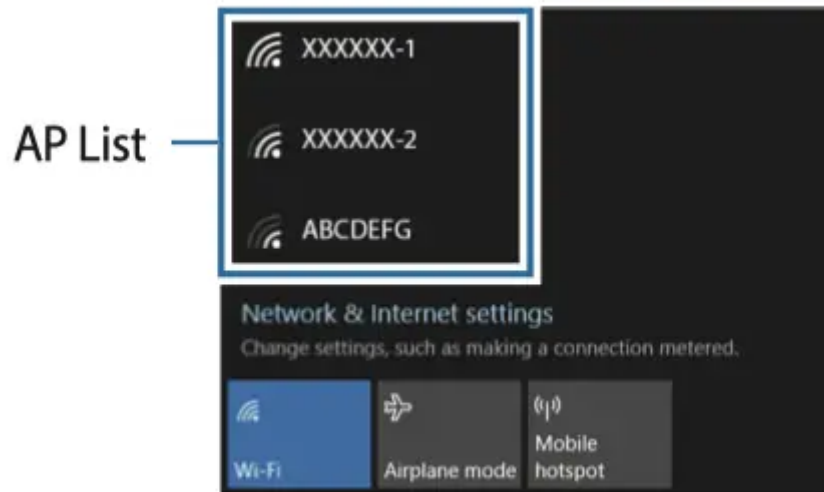 XXXXXX-1
AP List
XXXXXX-2
ABCDEFG
Network & Internet settings
Change settings, such as making a connection metered.
Wi-Fi
Airplane mode
Mobile
hotspot